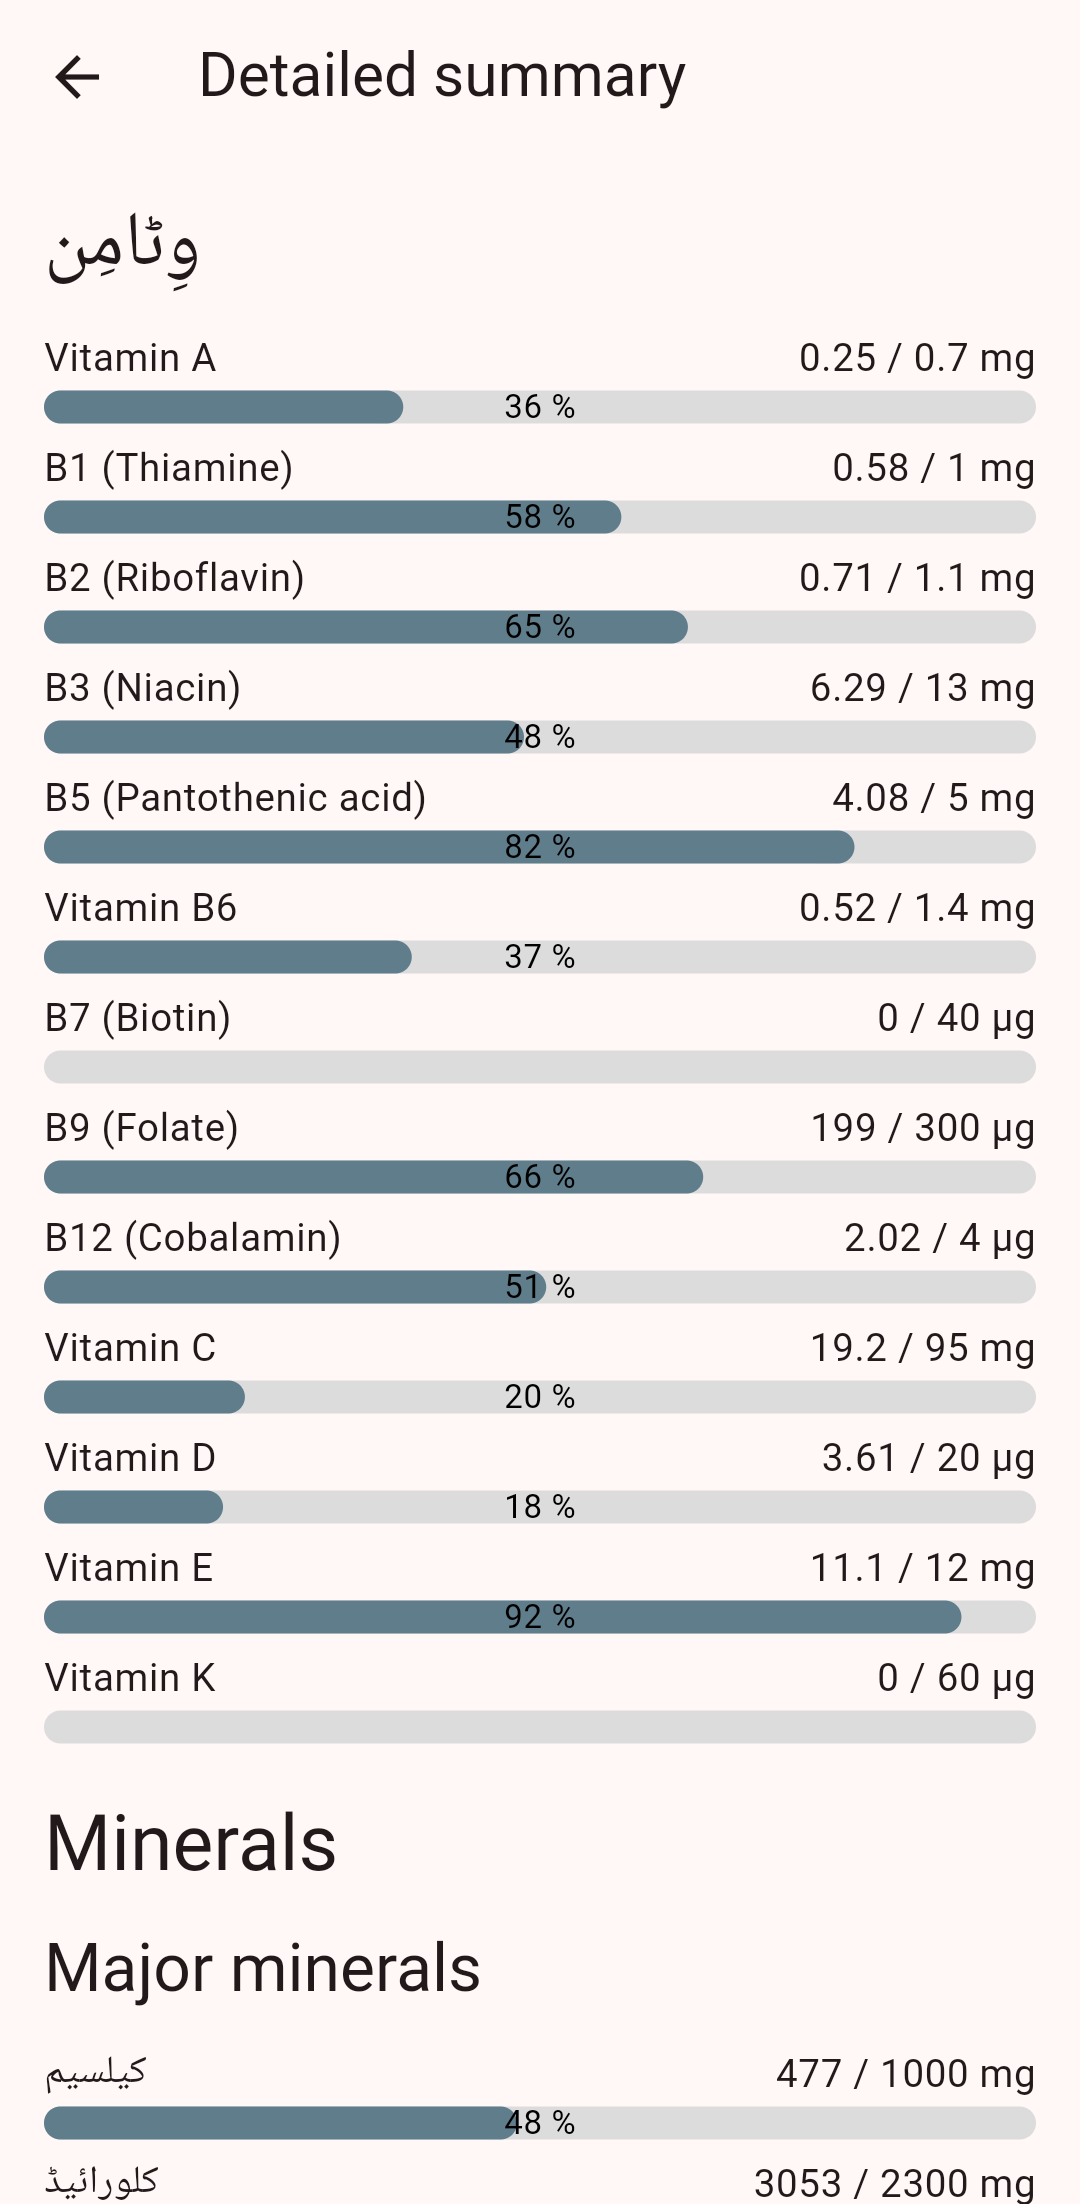 Detailed summary
وِٹامِن
Vitamin A 0.25 / 0.7 mg
36 %
B1 (Thiamine) 0.58 / 1 mg
58 %
B2 (Riboflavin) 0.71 / 1.1 mg
65 %
B3 (Niacin) 6.29 / 13 mg
48 %
B5 (Pantothenic acid) 4.08 / 5 mg
82 %
Vitamin B6 0.52 / 1.4 mg
37 %
B7 (Biotin) 0 / 40 µg
B9 (Folate) 199 / 300 µg
66 %
B12 (Cobalamin) 2.02 / 4 µg
51 %
Vitamin C 19.2 / 95 mg
20 %
Vitamin D 3.61 / 20 µg
18 %
Vitamin E 11.1 / 12 mg
92 %
Vitamin K 0 / 60 µg
Minerals
Major minerals
کیلسیم 477 / 1000 mg
48 %
کلورائیڈ 3053 / 2300 mg